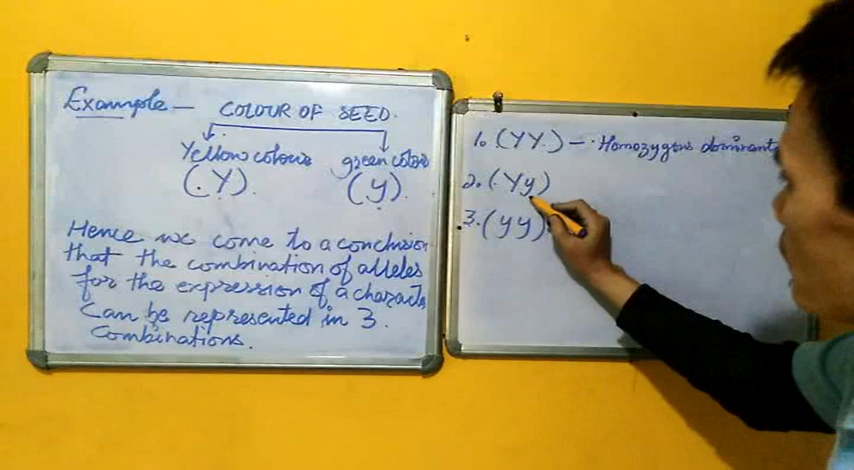 Example — COLOUR OF SEED.
Yellow colour green colour
(Y). (y).
Hence we come to a conclusion
that the combination of alleles
for the expression of a character
can be represented in 3
combinations.
1. (YY) — Homozygous dominant
2. (Yy)
3. (yy)